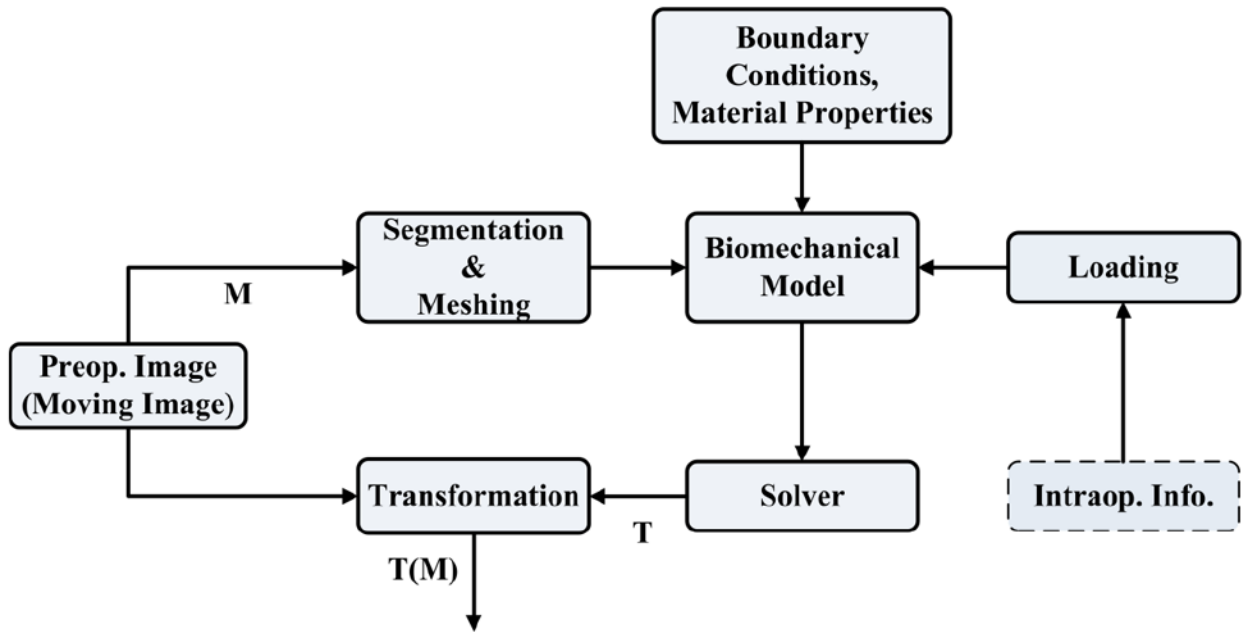 Boundary
Conditions,
Material Properties
Segmentation
&
Meshing
Biomechanical
Model
Loading
M
Preop. Image
(Moving Image)
Transformation
Solver
Intraop. Info.
T
T(M)